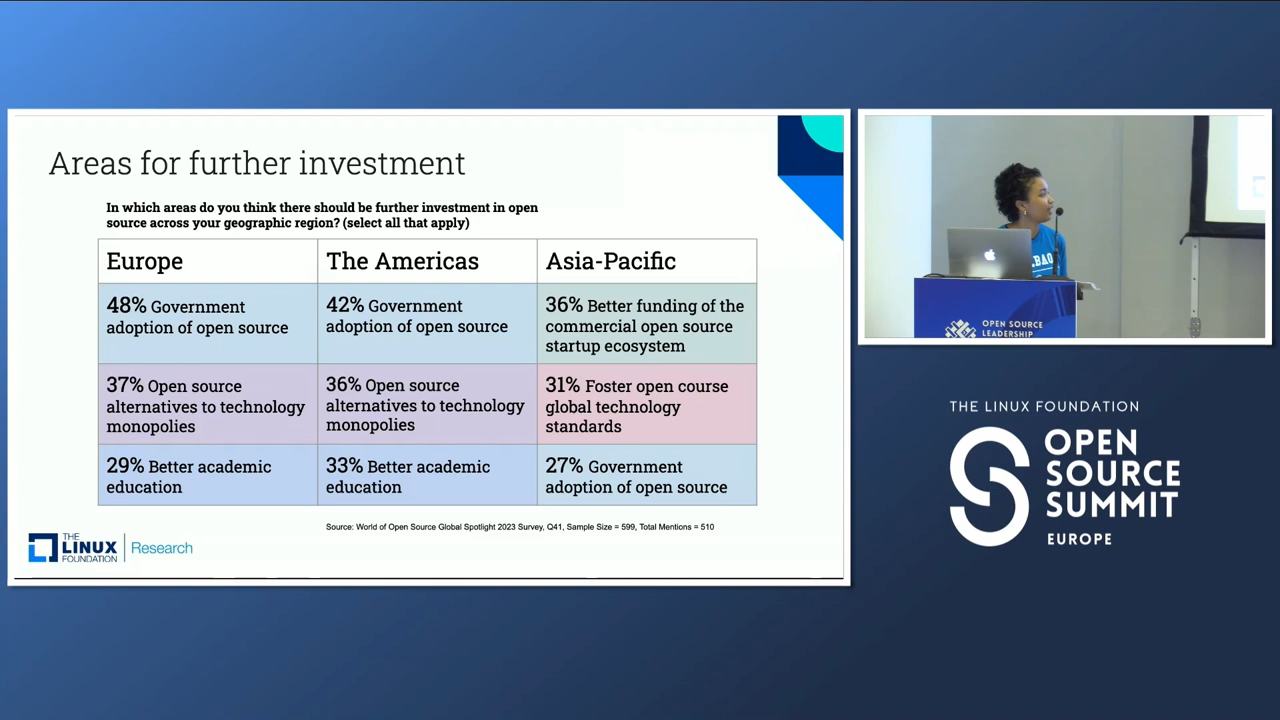 Areas for further investment
In which areas do you think there should be further investment in open
source across your geographic region? (select all that apply)
Europe
The Americas
Asia-Pacific
48% Government
adoption of open source
42% Government
adoption of open source
36% Better funding of the
commercial open source
startup ecosystem
37% Open source
alternatives to technology
monopolies
36% Open source
alternatives to technology
monopolies
31% Foster open course
global technology
standards
29% Better academic
education
33% Better academic
education
27% Government
adoption of open source
Source: World of Open Source Global Spotlight 2023 Survey, Q41, Sample Size = 599, Total Mentions = 510
THE
LINUX
FOUNDATION
Research
OPEN SOURCE
LEADERSHIP
THE LINUX FOUNDATION
OPEN
SOURCE
SUMMIT
EUROPE